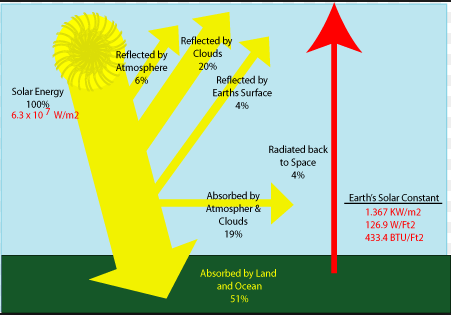 Reflected by
Atmosphere
6%
Reflected by
Clouds
20%
Reflected by
Earths Surface
4%
Solar Energy
100%
6.3 x 10 7 W/m2
Radiated back
to Space
4%
Absorbed by
Atmospher &
Clouds
19%
Earth's Solar Constant
1.367 KW/m2
126.9 W/Ft2
433.4 BTU/Ft2
Absorbed by Land
and Ocean
51%